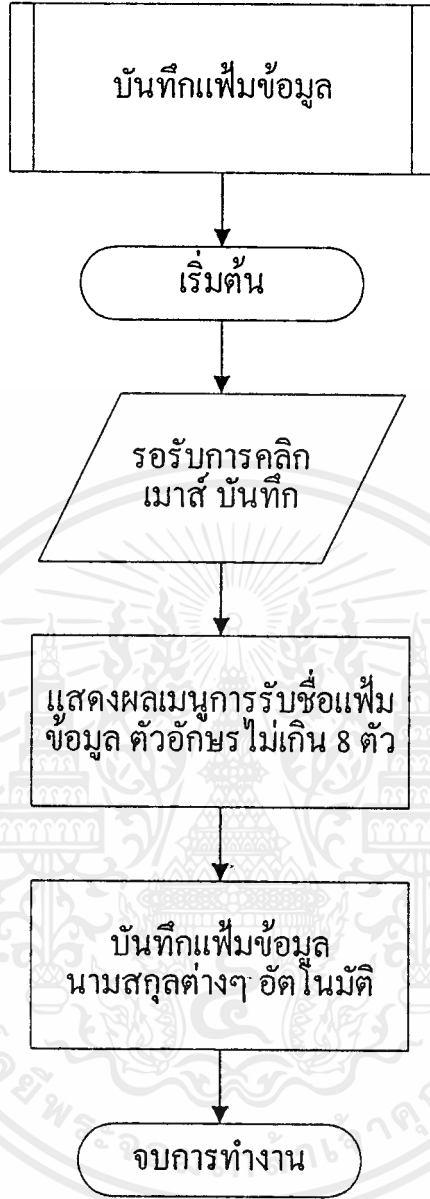 บันทึกแฟ้มข้อมูล
เริ่มต้น
รอรับการคลิก
เมาส์ บันทึก
แสดงผลเมนูการรับชื่อแฟ้ม
ข้อมูล ตัวอักษรไม่เกิน 8 ตัว
บันทึกแฟ้มข้อมูล
นามสกุลต่างๆ อัตโนมัติ
จบการทำงาน